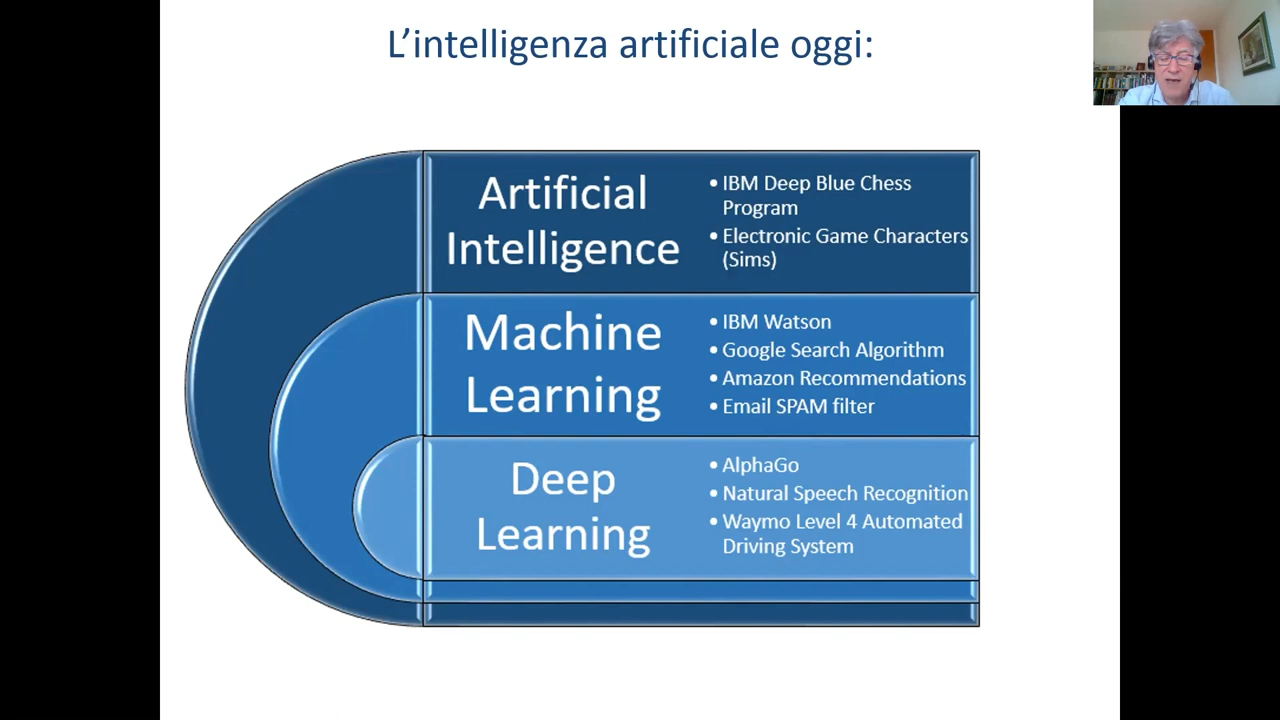 L’intelligenza artificiale oggi:
Artificial
Intelligence
• IBM Deep Blue Chess
Program
• Electronic Game Characters
(Sims)
Machine
Learning
• IBM Watson
• Google Search Algorithm
• Amazon Recommendations
• Email SPAM filter
Deep
Learning
• AlphaGo
• Natural Speech Recognition
• Waymo Level 4 Automated
Driving System